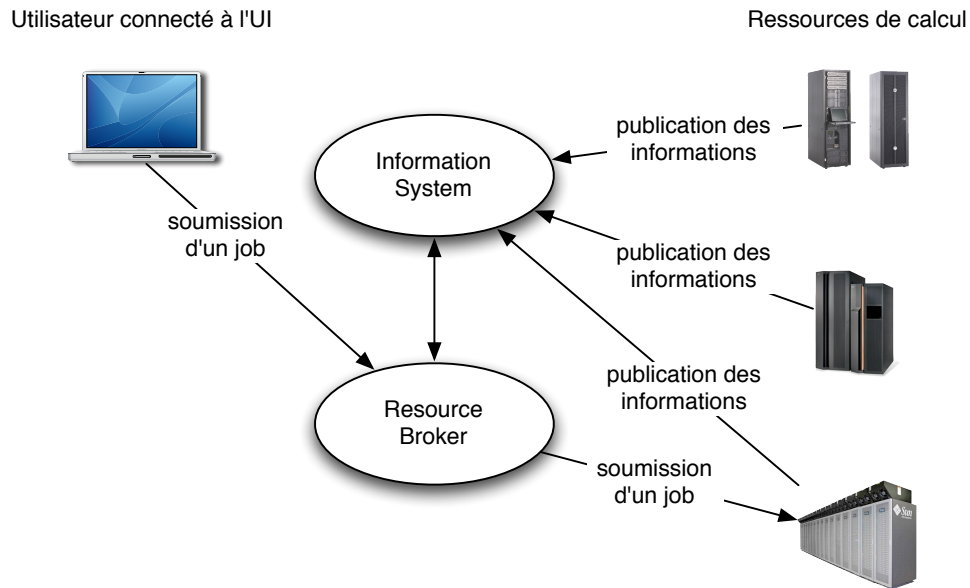 Utilisateur connecté à l'UI
Ressources de calcul
publication des
informations
Information
System
soumission
d'un job
publication des
informations
publication des
informations
Resource
Broker
soumission
d'un job
Sun